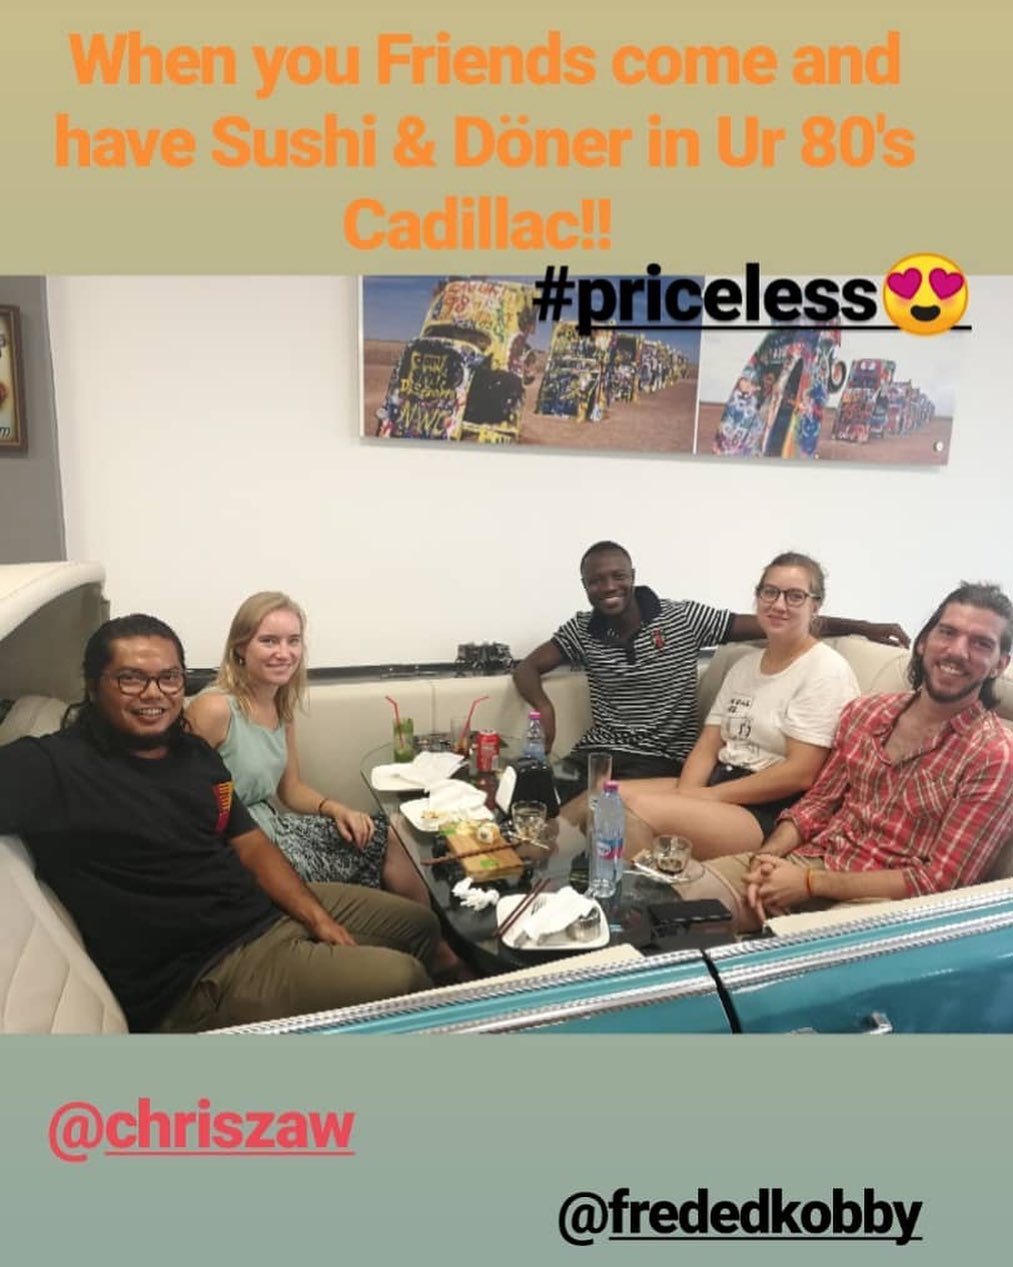 When you Friends come and
have Sushi & Döner in Ur 80's
Cadillac!!
#priceless😍
@chriszaw
@frededkobby